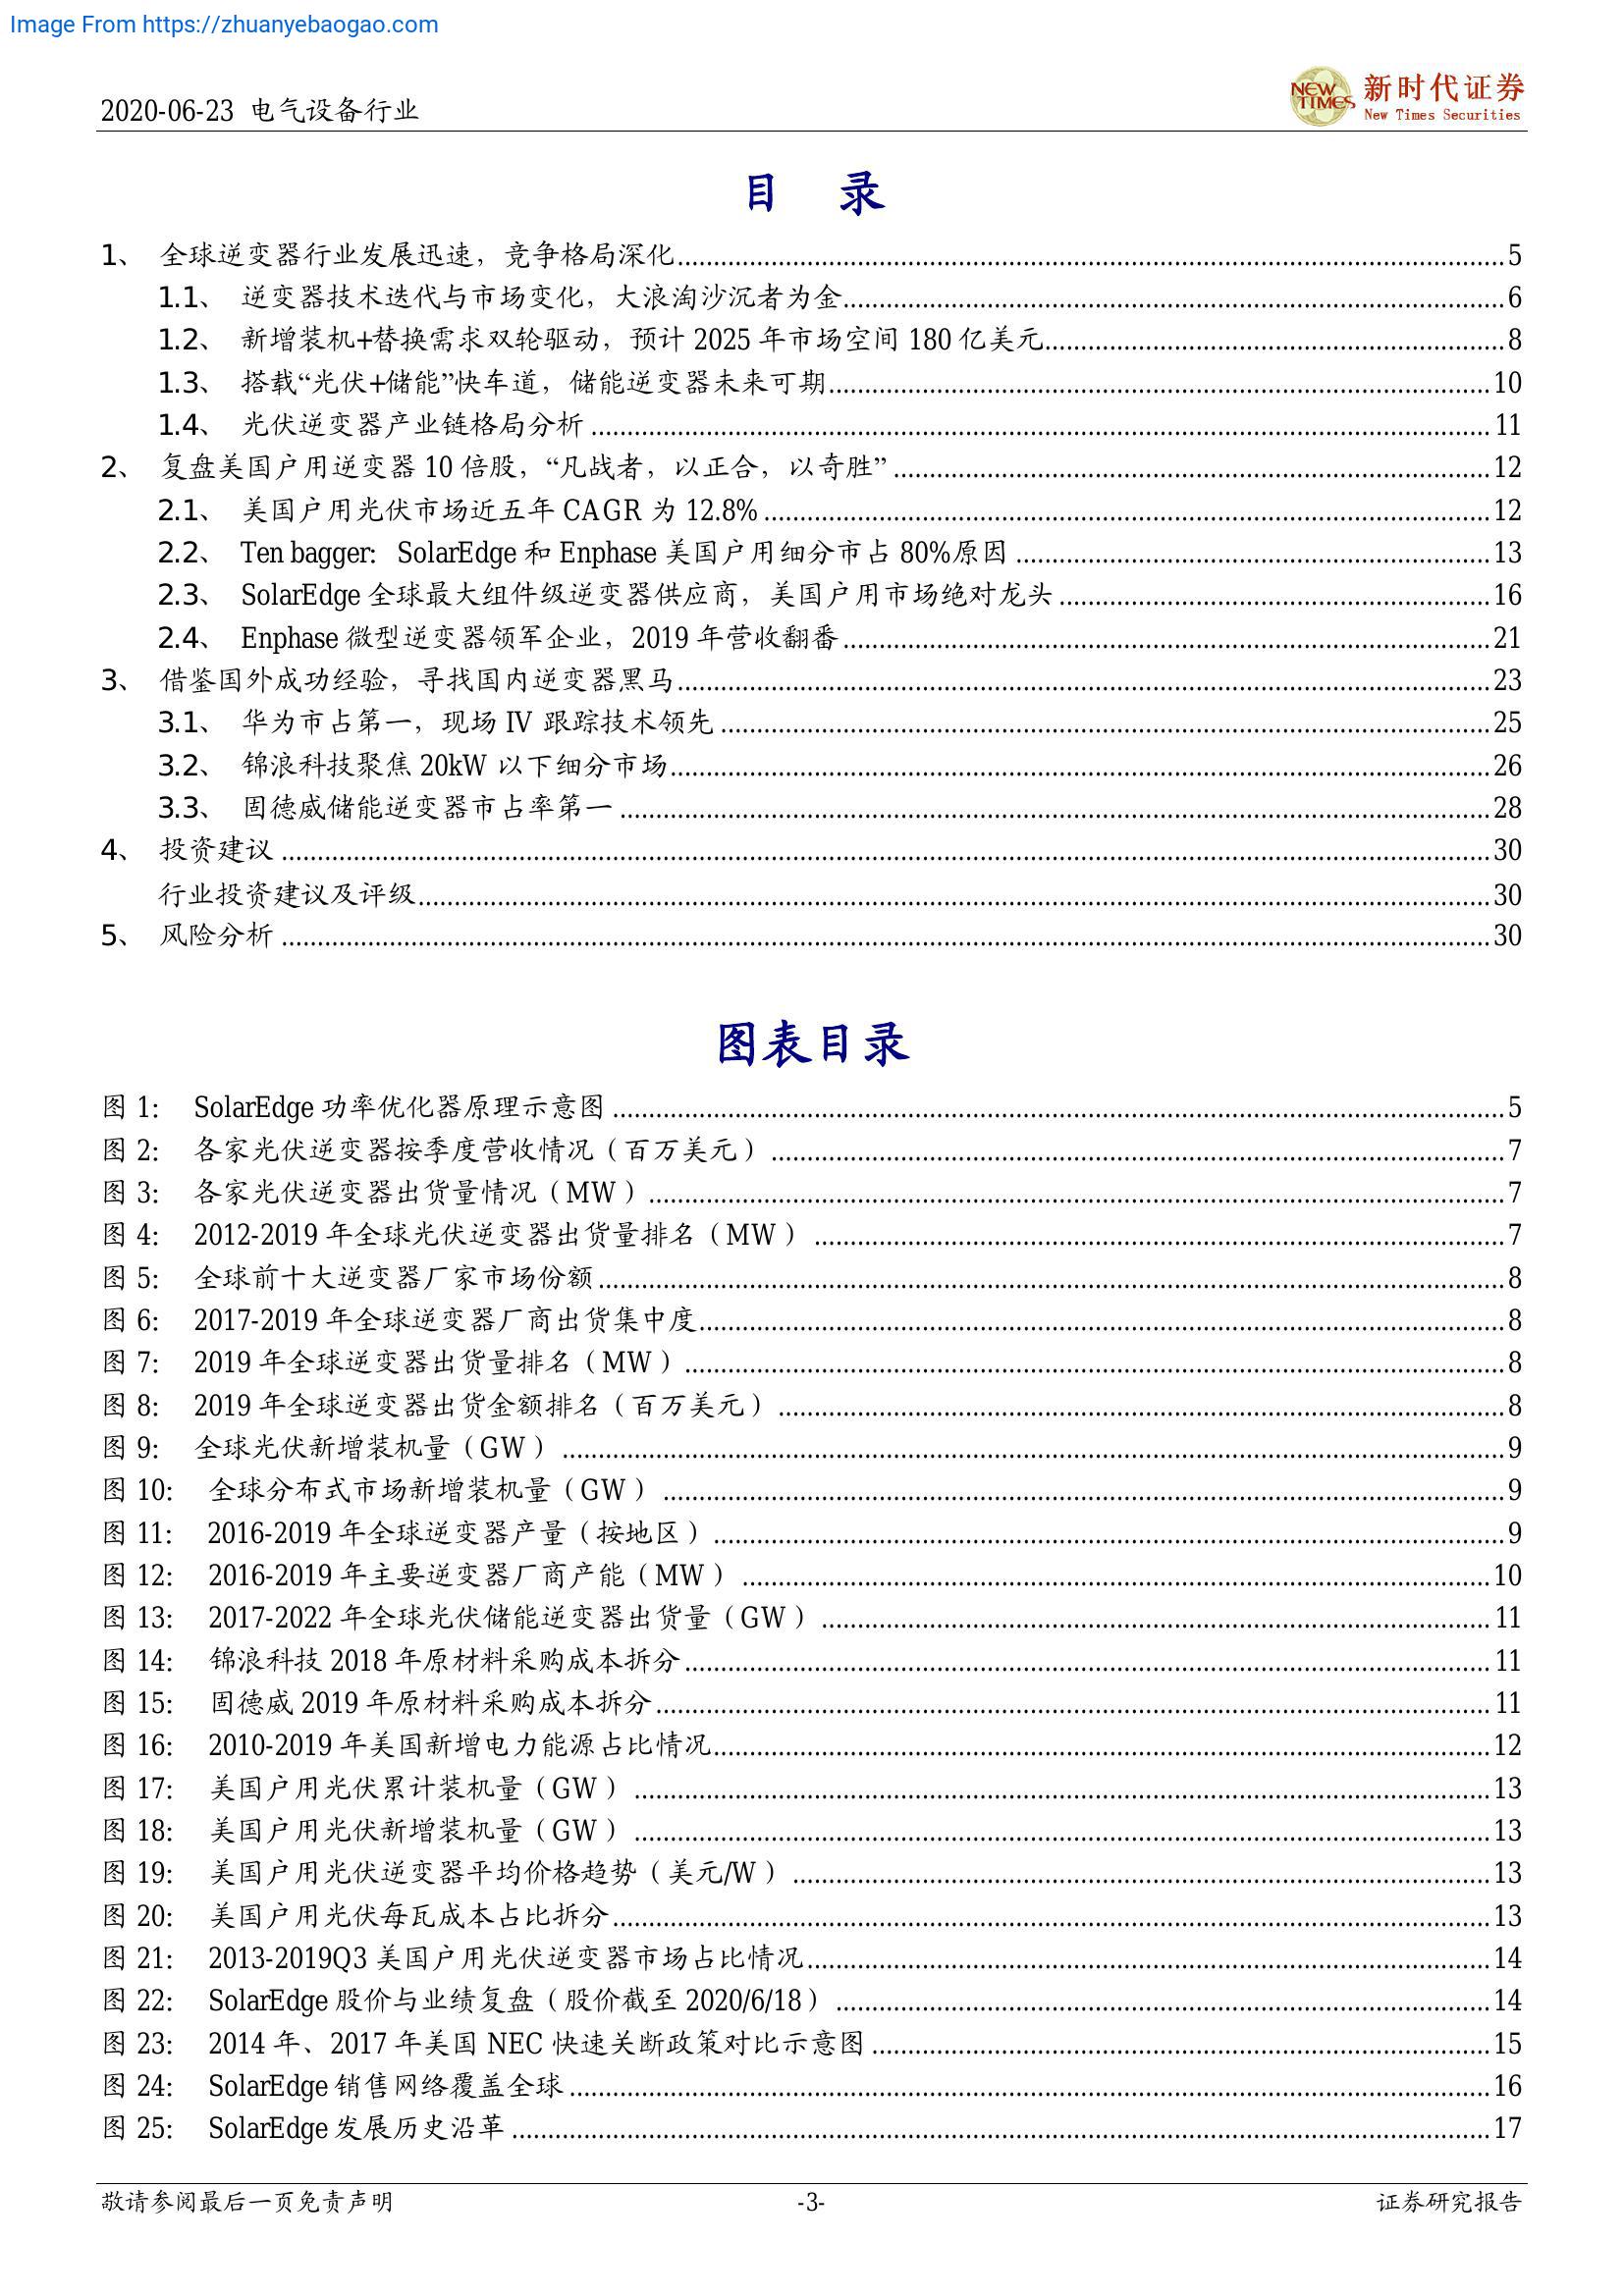 Image From https://zhuanyebaogao.com
2020-06-23 电气设备行业
NEW TIMES 新时代证券
New Times Securities
目 录
1、 全球逆变器行业发展迅速，竞争格局深化........5
1.1、 逆变器技术迭代与市场变化，大浪淘沙沉者为金........6
1.2、 新增装机+替换需求双轮驱动，预计 2025 年市场空间 180 亿美元........8
1.3、 搭载“光伏+储能”快车道，储能逆变器未来可期........10
1.4、 光伏逆变器产业链格局分析........11
2、 复盘美国户用逆变器 10 倍股，“凡战者，以正合，以奇胜”........12
2.1、 美国户用光伏市场近五年 CAGR 为 12.8%........12
2.2、 Ten bagger: SolarEdge 和 Enphase 美国户用细分市占 80%原因........13
2.3、 SolarEdge 全球最大组件级逆变器供应商，美国户用市场绝对龙头........16
2.4、 Enphase 微型逆变器领军企业，2019 年营收翻番........21
3、 借鉴国外成功经验，寻找国内逆变器黑马........23
3.1、 华为市占第一，现场 IV 跟踪技术领先........25
3.2、 锦浪科技聚焦 20kW 以下细分市场........26
3.3、 固德威储能逆变器市占率第一........28
4、 投资建议........30
行业投资建议及评级........30
5、 风险分析........30
图表目录
图 1: SolarEdge 功率优化器原理示意图........5
图 2: 各家光伏逆变器按季度营收情况（百万美元）........7
图 3: 各家光伏逆变器出货量情况（MW）........7
图 4: 2012-2019 年全球光伏逆变器出货量排名（MW）........7
图 5: 全球前十大逆变器厂家市场份额........8
图 6: 2017-2019 年全球逆变器厂商出货集中度........8
图 7: 2019 年全球逆变器出货量排名（MW）........8
图 8: 2019 年全球逆变器出货金额排名（百万美元）........8
图 9: 全球光伏新增装机量（GW）........9
图 10: 全球分布式市场新增装机量（GW）........9
图 11: 2016-2019 年全球逆变器产量（按地区）........9
图 12: 2016-2019 年主要逆变器厂商产能（MW）........10
图 13: 2017-2022 年全球光伏储能逆变器出货量（GW）........11
图 14: 锦浪科技 2018 年原材料采购成本拆分........11
图 15: 固德威 2019 年原材料采购成本拆分........11
图 16: 2010-2019 年美国新增电力能源占比情况........12
图 17: 美国户用光伏累计装机量（GW）........13
图 18: 美国户用光伏新增装机量（GW）........13
图 19: 美国户用光伏逆变器平均价格趋势（美元/W）........13
图 20: 美国户用光伏每瓦成本占比拆分........13
图 21: 2013-2019Q3 美国户用光伏逆变器市场占比情况........14
图 22: SolarEdge 股价与业绩复盘（股价截至 2020/6/18）........14
图 23: 2014 年、2017 年美国 NEC 快速关断政策对比示意图........15
图 24: SolarEdge 销售网络覆盖全球........16
图 25: SolarEdge 发展历史沿革........17
敬请参阅最后一页免责声明 -3- 证券研究报告